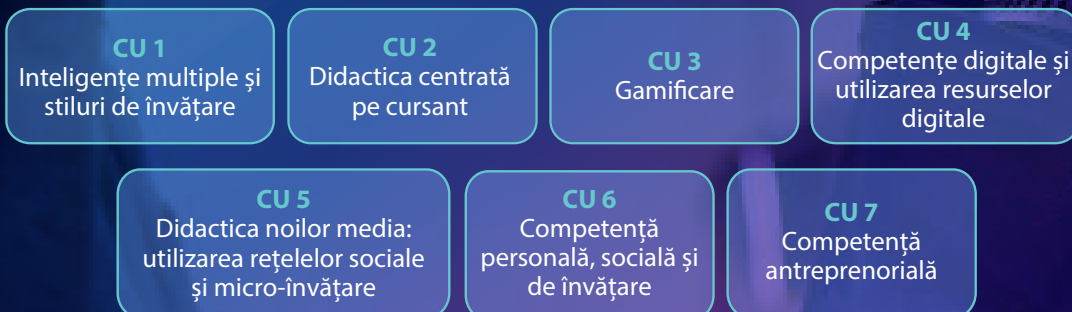 CU 1
Inteligențe multiple și
stiluri de învățare
CU 2
Didactica centrată
pe cursant
CU 3
Gamificare
CU 4
Competențe digitale și
utilizarea resurselor
digitale
CU 5
Didactica noilor media:
utilizarea rețelelor sociale
și micro-învățare
CU 6
Competență
personală, socială și
de învățare
CU 7
Competență
antreprenorială